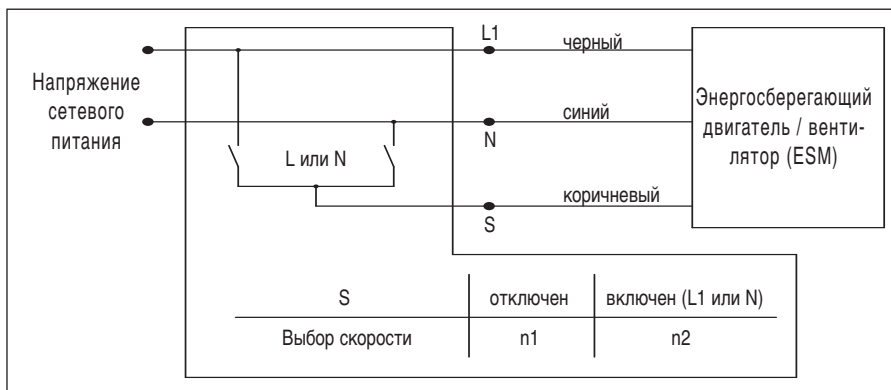 Напряжение
сетевого
питания
L1
черный
N
синий
L или N
S
коричневый
Энергосберегающий
двигатель / венти-
лятор (ESM)
S отключен включен (L1 или N)
Выбор скорости n1 n2